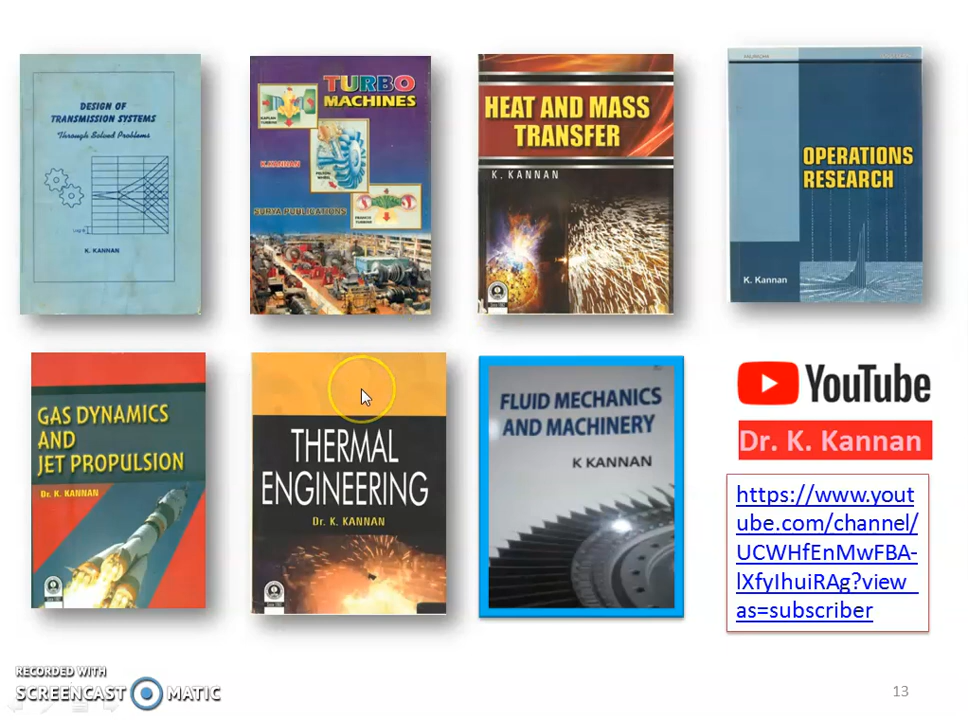 DESIGN OF
TRANSMISSION SYSTEMS
Through Solved Problems
K. KANNAN
TURBO
MACHINES
K.KANNAN
SURYA PUBLICATIONS
HEAT AND MASS
TRANSFER
K. KANNAN
OPERATIONS
RESEARCH
K. Kannan
GAS DYNAMICS
AND
JET PROPULSION
Dr. K. KANNAN
THERMAL
ENGINEERING
Dr. K. KANNAN
FLUID MECHANICS
AND MACHINERY
K KANNAN
YouTube
Dr. K. Kannan
https://www.yout
ube.com/channel/
UCWHfEnMwFBA-
lXfyIhuiRAg?view_
as=subscriber
RECORDED WITH
SCREENCAST MATIC
13